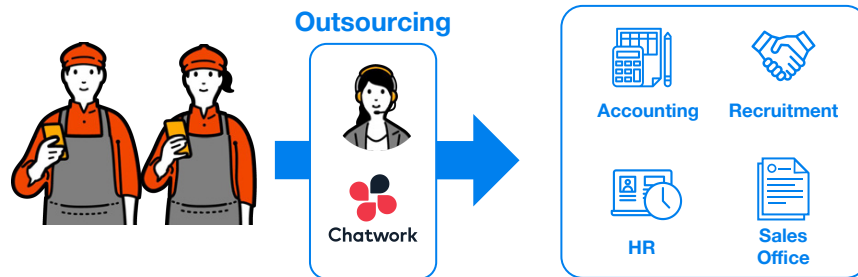 Outsourcing
Chatwork
Accounting
Recruitment
HR
Sales
Office